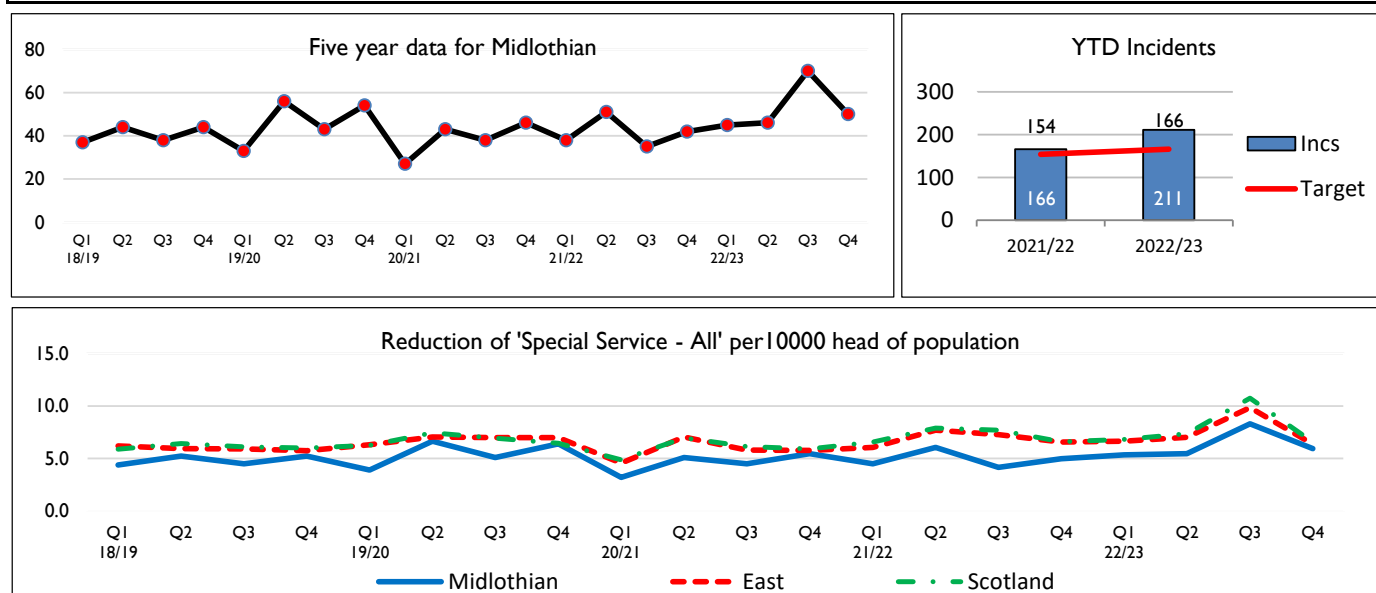 Five year data for Midlothian
80
60
40
20
0
Q1 Q2 Q3 Q4 Q1 Q2 Q3 Q4 Q1 Q2 Q3 Q4 Q1 Q2 Q3 Q4 Q1 Q2 Q3 Q4
18/19 19/20 20/21 21/22 22/23
YTD Incidents
300
200
100
0
154 166
166 211
2021/22 2022/23
Incs
Target
Reduction of 'Special Service - All' per10000 head of population
15.0
10.0
5.0
0.0
Q1 Q2 Q3 Q4 Q1 Q2 Q3 Q4 Q1 Q2 Q3 Q4 Q1 Q2 Q3 Q4 Q1 Q2 Q3 Q4
18/19 19/20 20/21 21/22 22/23
Midlothian East Scotland